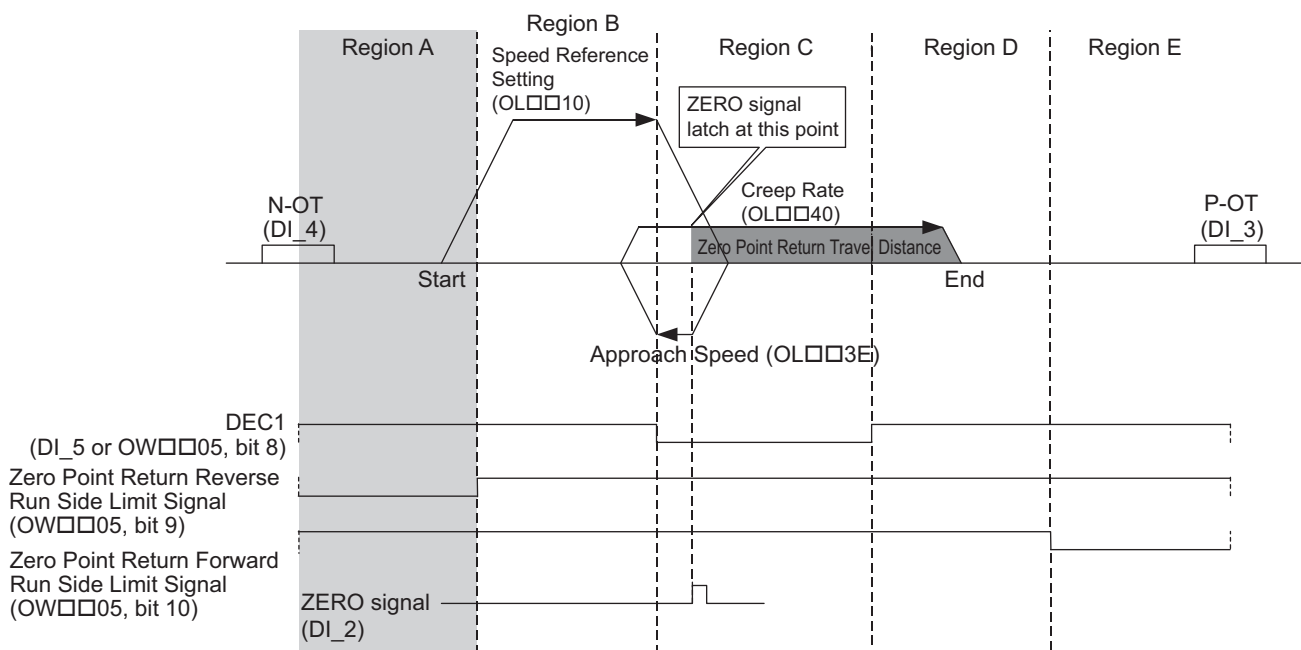 Region A
Region B
Region C
Region D
Region E
Speed Reference
Setting
(OL□□10)
ZERO signal
latch at this point
Creep Rate
(OL□□40)
N-OT
(DI_4)
P-OT
(DI_3)
Zero Point Return Travel Distance
Start
End
Approach Speed (OL□□3E)
DEC1
(DI_5 or OW□□05, bit 8)
Zero Point Return Reverse
Run Side Limit Signal
(OW□□05, bit 9)
Zero Point Return Forward
Run Side Limit Signal
(OW□□05, bit 10)
ZERO signal
(DI_2)